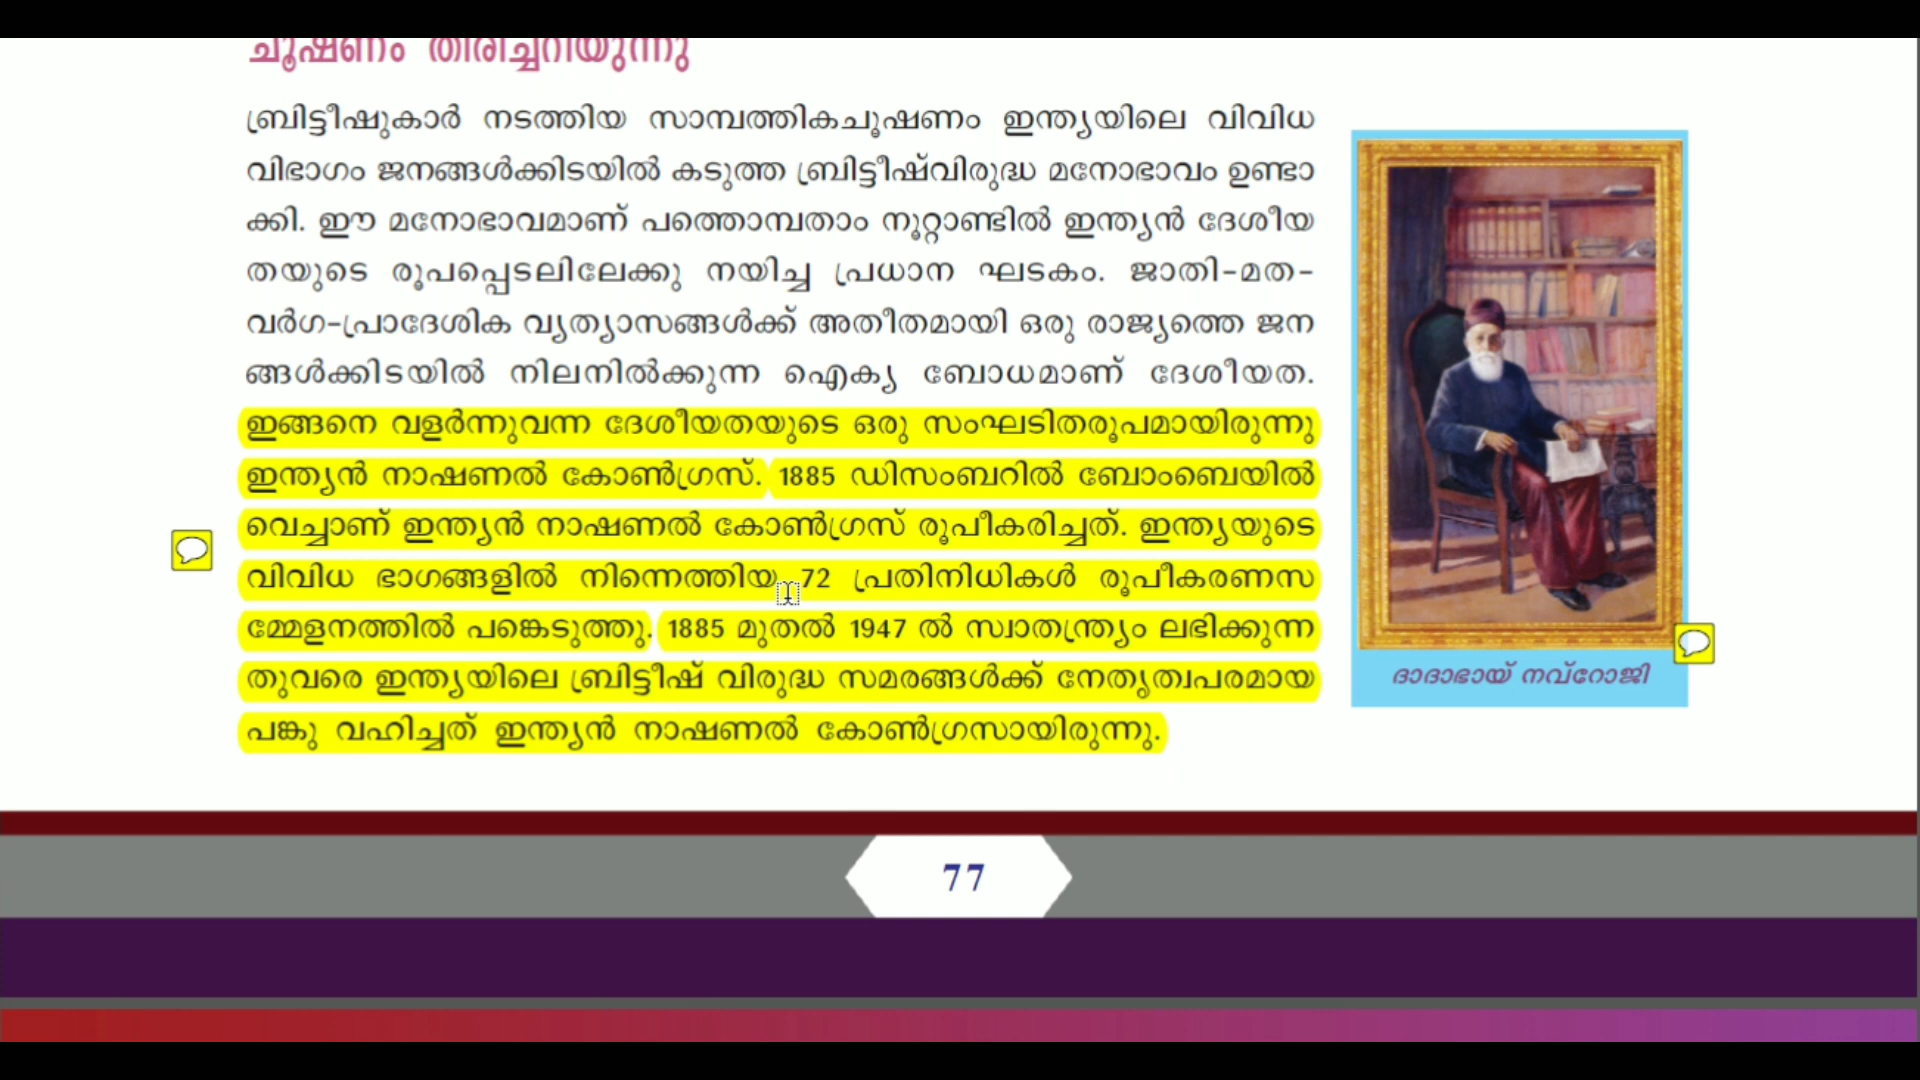 ചൂഷണം തിരിച്ചറിയുന്നു
ബ്രിട്ടീഷുകാർ നടത്തിയ സാമ്പത്തികചൂഷണം ഇന്ത്യയിലെ വിവിധ
വിഭാഗം ജനങ്ങൾക്കിടയിൽ കടുത്ത ബ്രിട്ടീഷ്‌വിരുദ്ധ മനോഭാവം ഉണ്ടാ
ക്കി. ഈ മനോഭാവമാണ് പത്തൊമ്പതാം നൂറ്റാണ്ടിൽ ഇന്ത്യൻ ദേശീയ
തയുടെ രൂപപ്പെടലിലേക്കു നയിച്ച പ്രധാന ഘടകം. ജാതി-മത-
വർഗ-പ്രാദേശിക വ്യത്യാസങ്ങൾക്ക് അതീതമായി ഒരു രാജ്യത്തെ ജന
ങ്ങൾക്കിടയിൽ നിലനിൽക്കുന്ന ഐക്യ ബോധമാണ് ദേശീയത.
ഇങ്ങനെ വളർന്നുവന്ന ദേശീയതയുടെ ഒരു സംഘടിതരൂപമായിരുന്നു
ഇന്ത്യൻ നാഷണൽ കോൺഗ്രസ്. 1885 ഡിസംബറിൽ ബോംബെയിൽ
വെച്ചാണ് ഇന്ത്യൻ നാഷണൽ കോൺഗ്രസ് രൂപീകരിച്ചത്. ഇന്ത്യയുടെ
വിവിധ ഭാഗങ്ങളിൽ നിന്നെത്തിയ 72 പ്രതിനിധികൾ രൂപീകരണസ
മ്മേളനത്തിൽ പങ്കെടുത്തു. 1885 മുതൽ 1947 ൽ സ്വാതന്ത്ര്യം ലഭിക്കുന്ന
തുവരെ ഇന്ത്യയിലെ ബ്രിട്ടീഷ് വിരുദ്ധ സമരങ്ങൾക്ക് നേതൃത്വപരമായ
പങ്കു വഹിച്ചത് ഇന്ത്യൻ നാഷണൽ കോൺഗ്രസായിരുന്നു.
ദാദാഭായ് നവ്റോജി
77